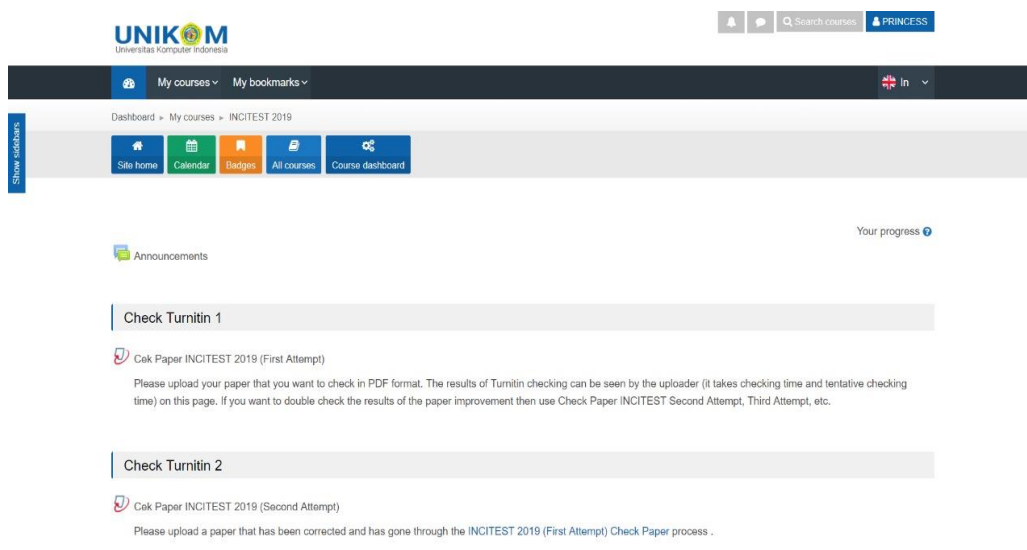 UNIKOM
Universitas Komputer Indonesia
Search courses
PRINCESS
My courses
My bookmarks
In
Show sidebars
Dashboard ▸ My courses ▸ INCITEST 2019
Site home
Calendar
Badges
All courses
Course dashboard
Your progress
Announcements
Check Turnitin 1
Cek Paper INCITEST 2019 (First Attempt)
Please upload your paper that you want to check in PDF format. The results of Turnitin checking can be seen by the uploader (it takes checking time and tentative checking
time) on this page. If you want to double check the results of the paper improvement then use Check Paper INCITEST Second Attempt, Third Attempt, etc.
Check Turnitin 2
Cek Paper INCITEST 2019 (Second Attempt)
Please upload a paper that has been corrected and has gone through the INCITEST 2019 (First Attempt) Check Paper process .